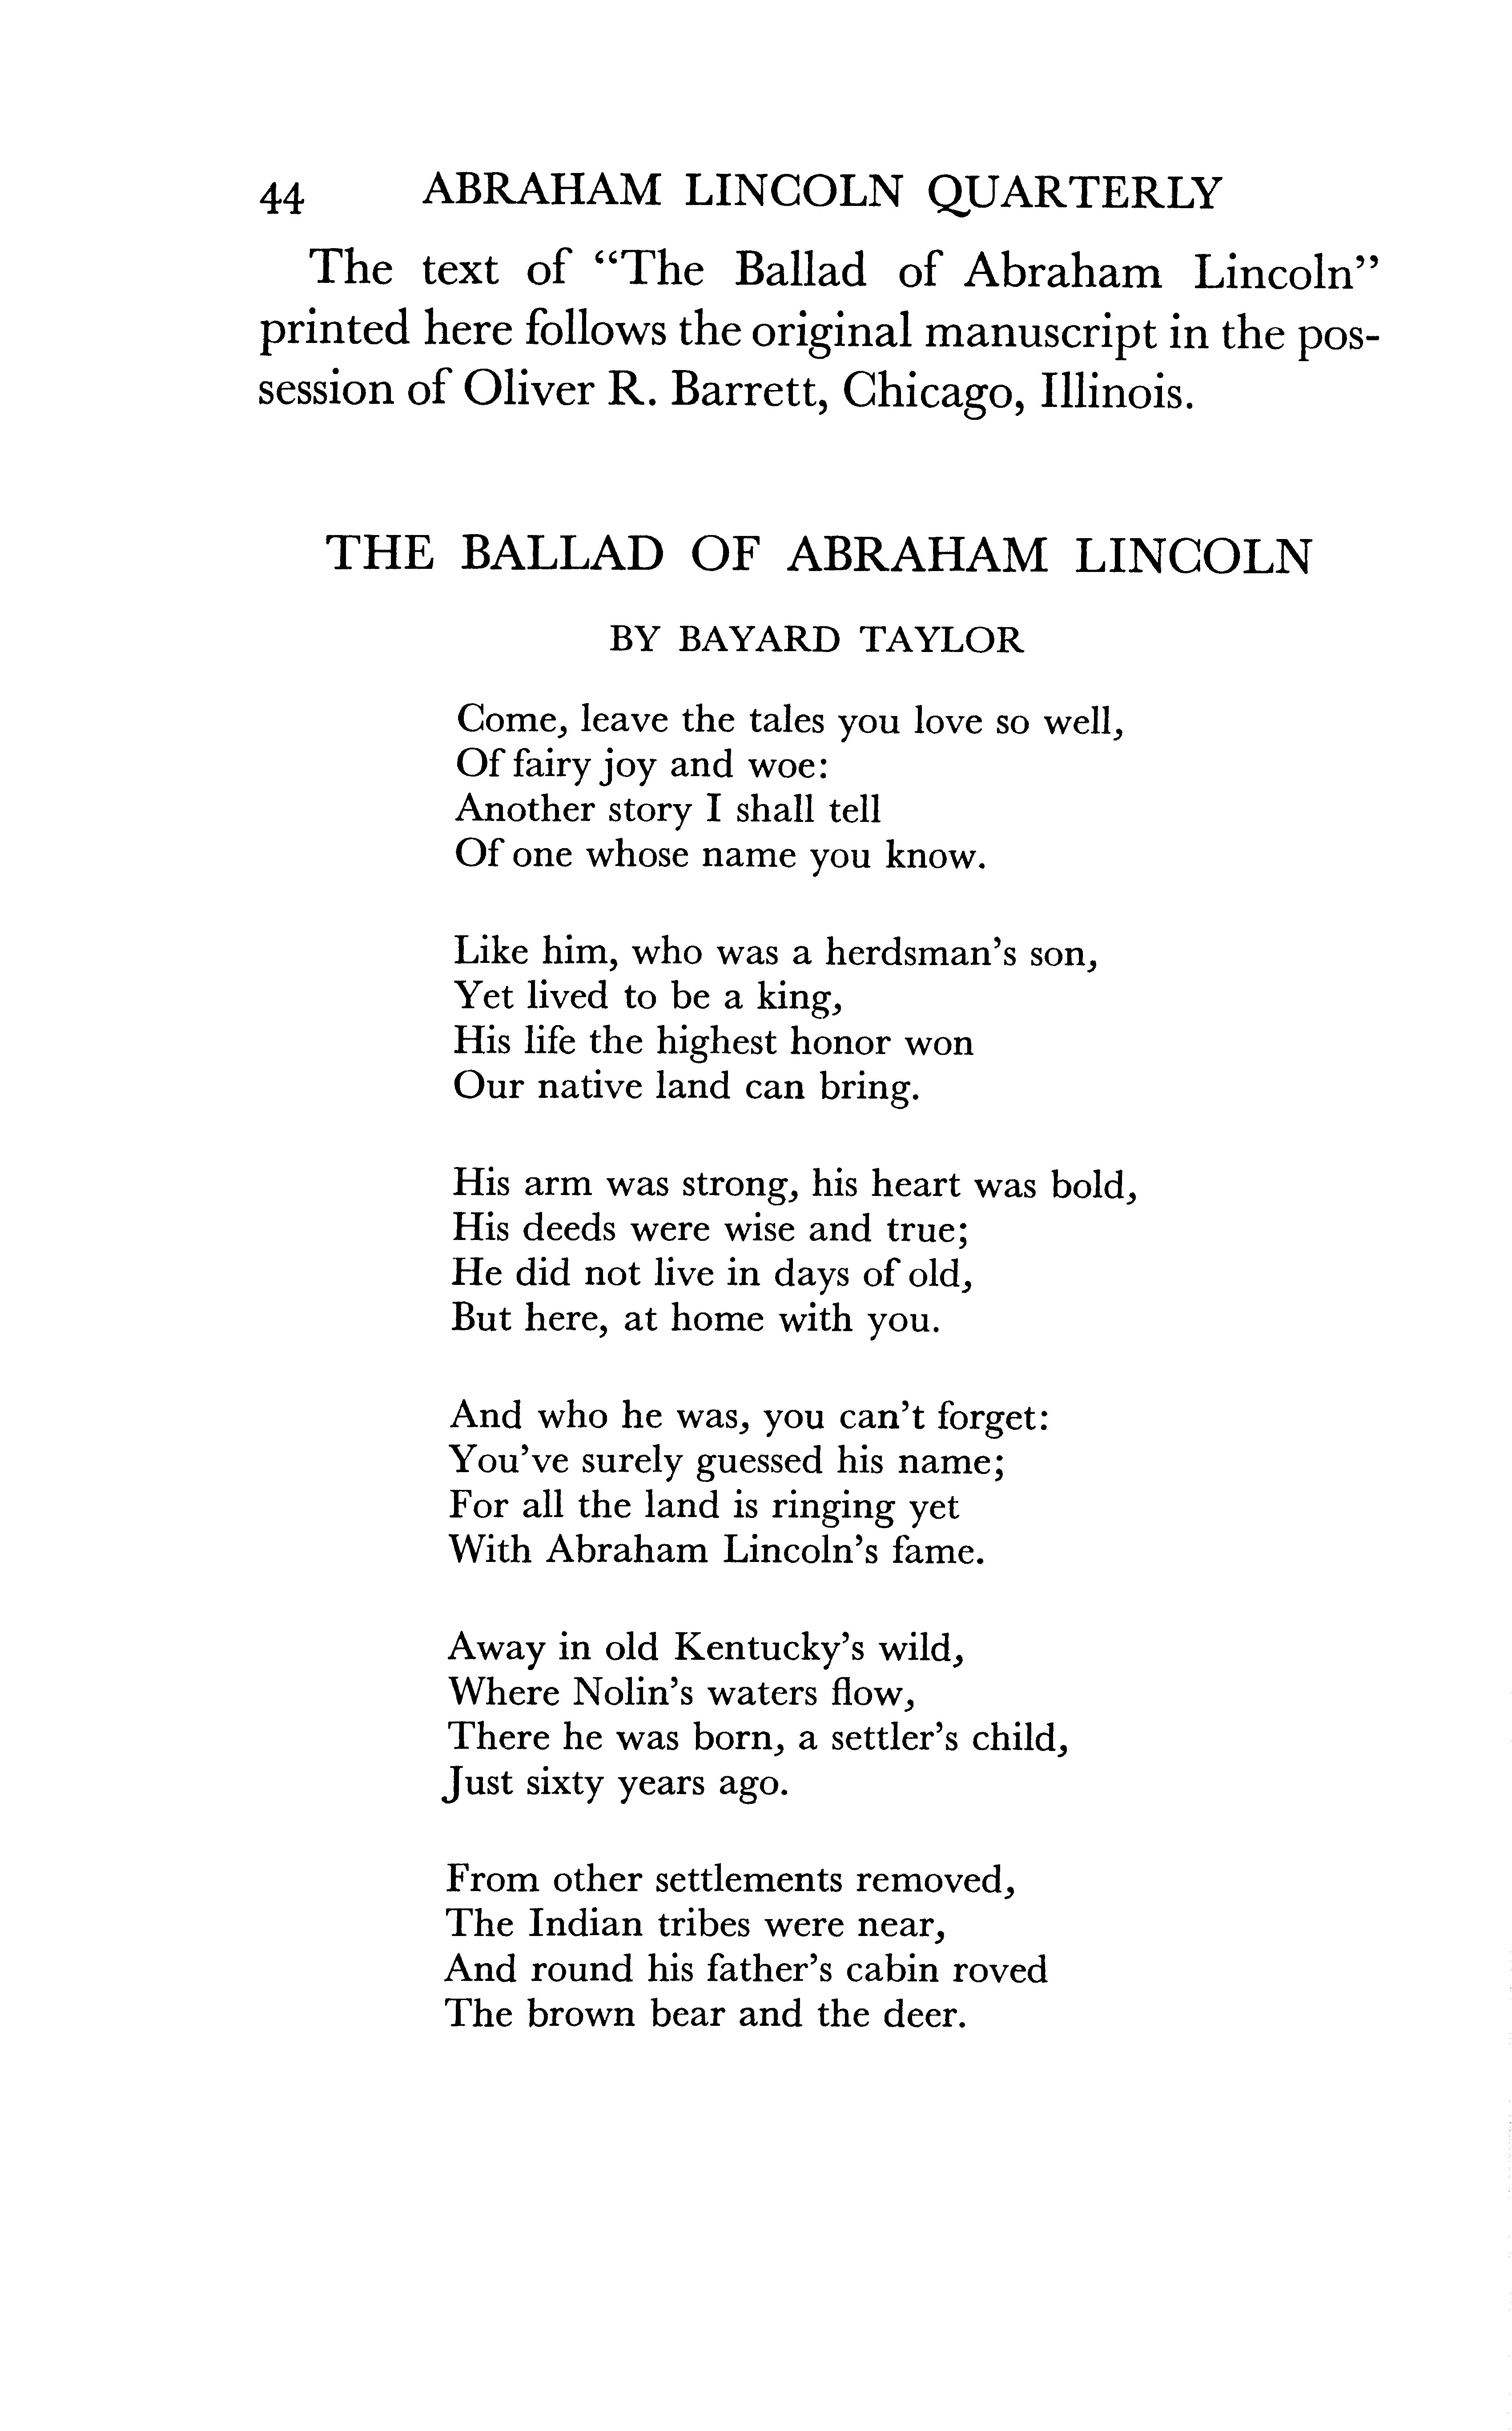 44 ABRAHAM LINCOLN QUARTERLY
The text of “The Ballad of Abraham Lincoln”
printed here follows the original manuscript in the pos-
session of Oliver R. Barrett, Chicago, Illinois.
THE BALLAD OF ABRAHAM LINCOLN
BY BAYARD TAYLOR
Come, leave the tales you love so well,
Of fairy joy and woe:
Another story I shall tell
Of one whose name you know.
Like him, who was a herdsman’s son,
Yet lived to be a king,
His life the highest honor won
Our native land can bring.
His arm was strong, his heart was bold,
His deeds were wise and true;
He did not live in days of old,
But here, at home with you.
And who he was, you can’t forget:
You’ve surely guessed his name;
For all the land is ringing yet
With Abraham Lincoln’s fame.
Away in old Kentucky’s wild,
Where Nolin’s waters flow,
There he was born, a settler’s child,
Just sixty years ago.
From other settlements removed,
The Indian tribes were near,
And round his father’s cabin roved
The brown bear and the deer.